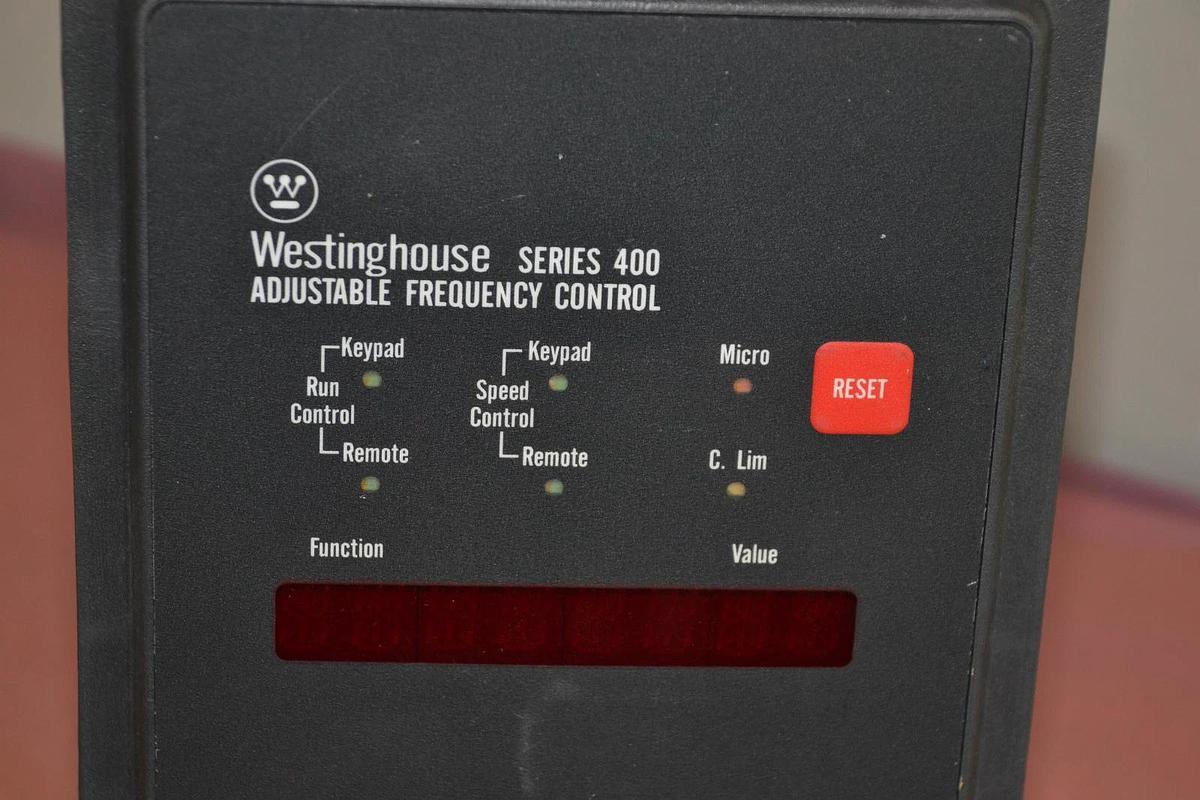 W
Westinghouse SERIES 400
ADJUSTABLE FREQUENCY CONTROL
Keypad
Run
Control
Remote
Keypad
Speed
Control
Remote
Micro
C. Lim
RESET
Function
Value